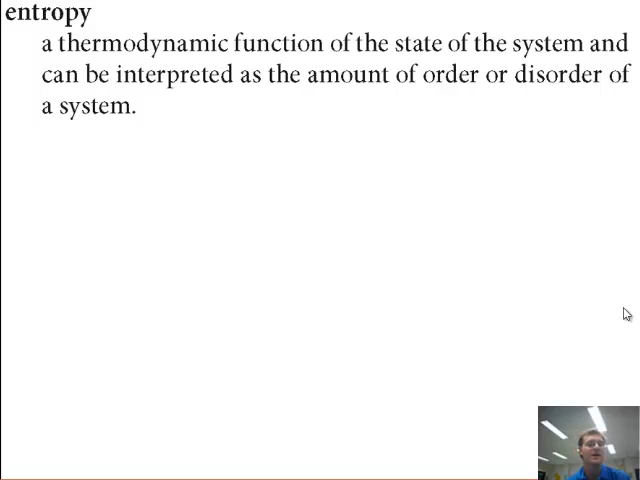 entropy
a thermodynamic function of the state of the system and
can be interpreted as the amount of order or disorder of
a system.